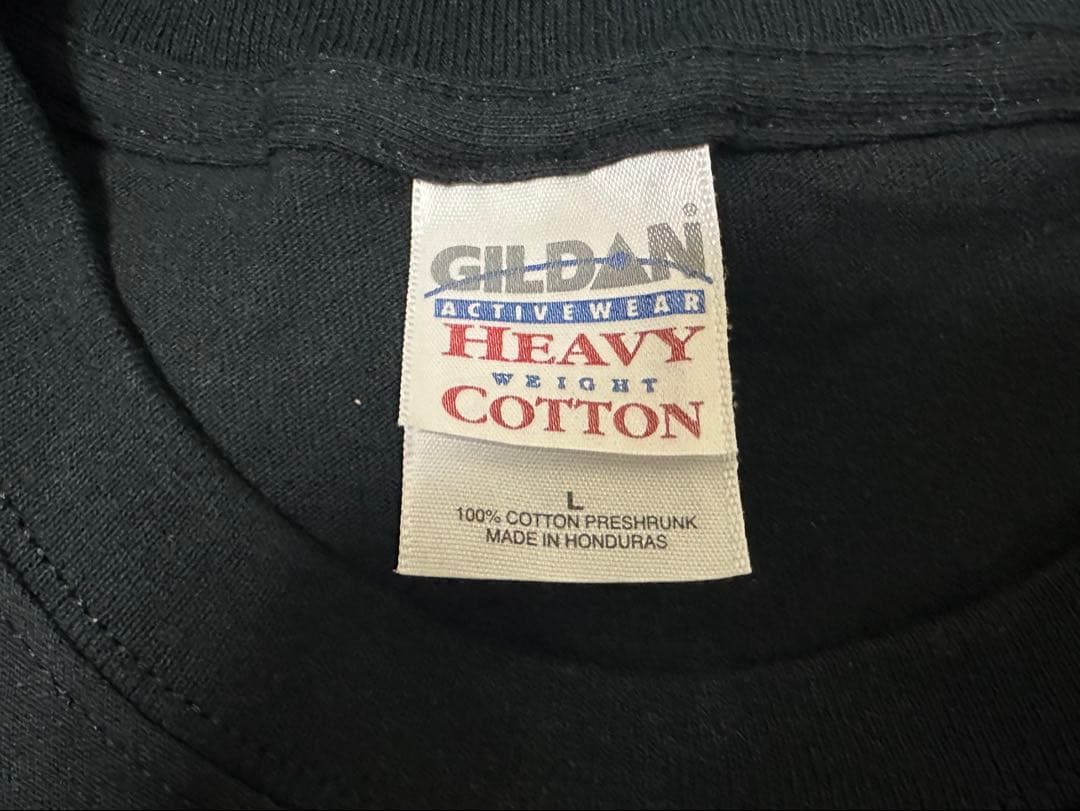 GILDAN®
ACTIVEWEAR
HEAVY
WEIGHT
COTTON
L
100% COTTON PRESHRUNK
MADE IN HONDURAS